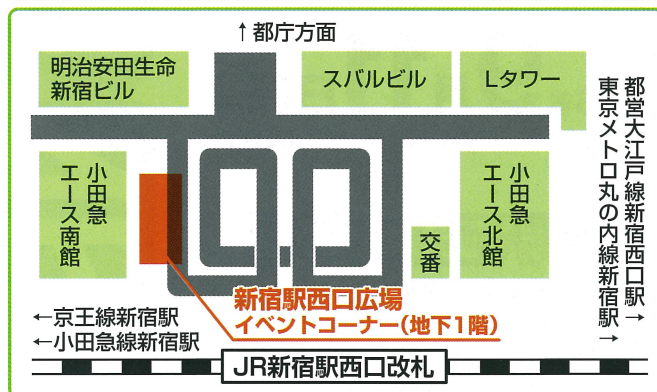 ↑都庁方面
明治安田生命
新宿ビル
スバルビル
Lタワー
都営大江戸線新宿西口駅→
東京メトロ丸の内線新宿駅→
小田急
エース南館
小田急
エース北館
交番
新宿駅西口広場
イベントコーナー(地下1階)
←京王線新宿駅
←小田急線新宿駅
JR新宿駅西口改札